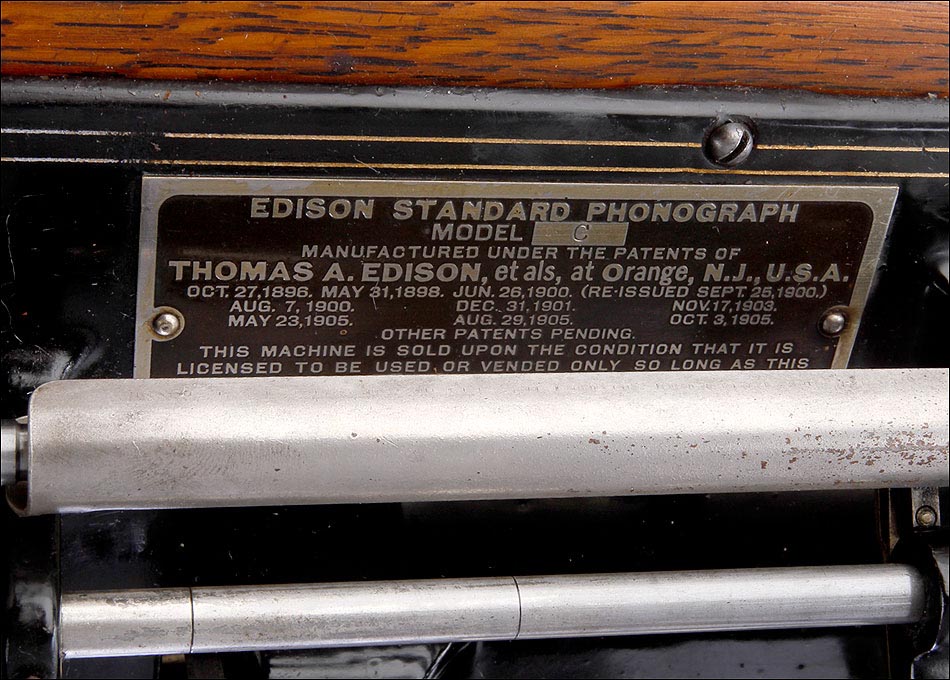 EDISON STANDARD PHONOGRAPH
MODEL C
MANUFACTURED UNDER THE PATENTS OF
THOMAS A. EDISON, et als, at Orange, N.J., U.S.A.
OCT. 27, 1896. MAY 31, 1898. JUN. 26, 1900. (RE-ISSUED SEPT. 25, 1900.)
AUG. 7, 1900. DEC. 31, 1901. NOV. 17, 1903.
MAY 23, 1905. AUG. 29, 1905. OCT. 3, 1905.
OTHER PATENTS PENDING.
THIS MACHINE IS SOLD UPON THE CONDITION THAT IT IS
LICENSED TO BE USED OR VENDED ONLY SO LONG AS THIS